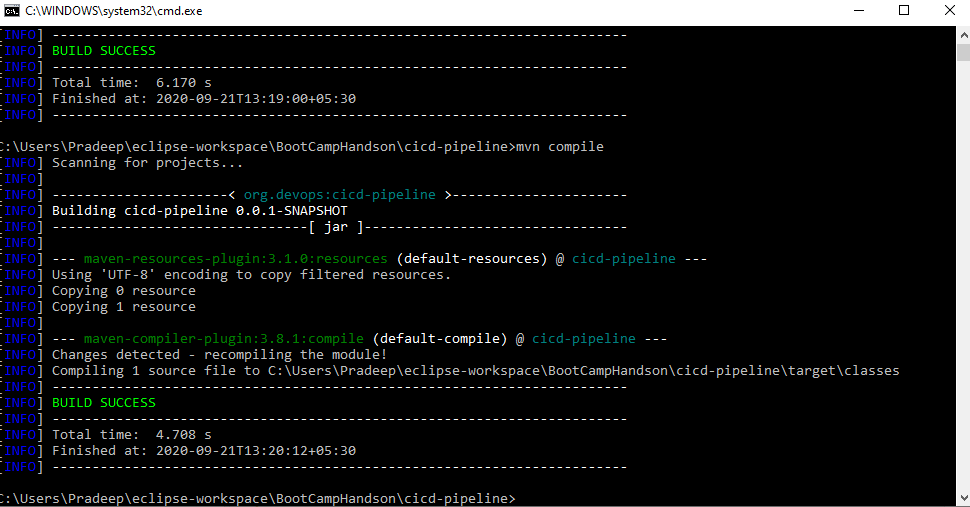 C:\WINDOWS\system32\cmd.exe
[INFO] ------------------------------------------------------------------------
[INFO] BUILD SUCCESS
[INFO] ------------------------------------------------------------------------
[INFO] Total time:  6.170 s
[INFO] Finished at: 2020-09-21T13:19:00+05:30
[INFO] ------------------------------------------------------------------------
C:\Users\Pradeep\eclipse-workspace\BootCampHandson\cicd-pipeline>mvn compile
[INFO] Scanning for projects...
[INFO]
[INFO] ----------------------< org.devops:cicd-pipeline >----------------------
[INFO] Building cicd-pipeline 0.0.1-SNAPSHOT
[INFO] --------------------------------[ jar ]---------------------------------
[INFO]
[INFO] --- maven-resources-plugin:3.1.0:resources (default-resources) @ cicd-pipeline ---
[INFO] Using 'UTF-8' encoding to copy filtered resources.
[INFO] Copying 0 resource
[INFO] Copying 1 resource
[INFO]
[INFO] --- maven-compiler-plugin:3.8.1:compile (default-compile) @ cicd-pipeline ---
[INFO] Changes detected - recompiling the module!
[INFO] Compiling 1 source file to C:\Users\Pradeep\eclipse-workspace\BootCampHandson\cicd-pipeline\target\classes
[INFO] ------------------------------------------------------------------------
[INFO] BUILD SUCCESS
[INFO] ------------------------------------------------------------------------
[INFO] Total time:  4.708 s
[INFO] Finished at: 2020-09-21T13:20:12+05:30
[INFO] ------------------------------------------------------------------------
C:\Users\Pradeep\eclipse-workspace\BootCampHandson\cicd-pipeline>